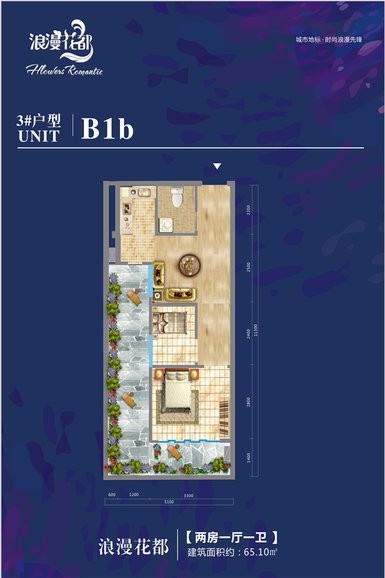 浪漫花都
Hlowers Romantic
城市地标·时尚浪漫先锋
3#户型
UNIT
B1b
2200
2500
2400
11300
2800
1400
600 1200 3300
5100
浪漫花都
【两房一厅一卫】
建筑面积约：65.10㎡